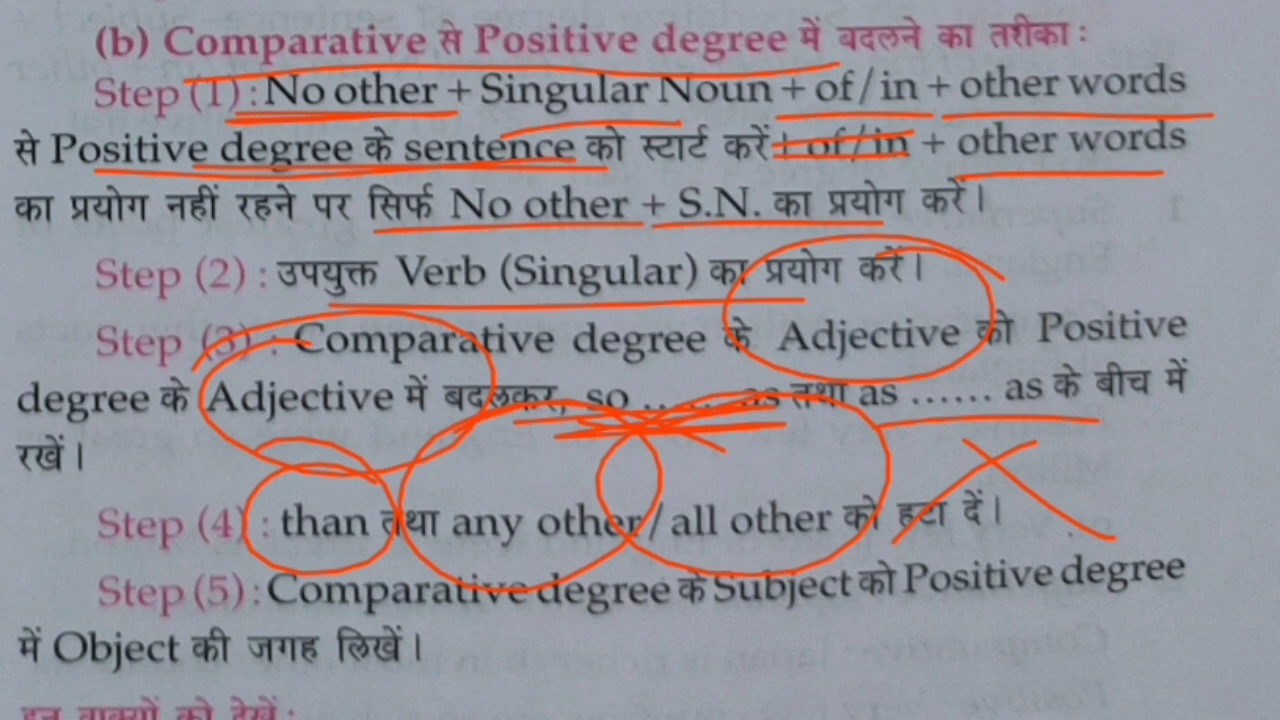 (b) Comparative से Positive degree में बदलने का तरीका:
Step (1): No other + Singular Noun + of/in + other words
से Positive degree के sentence को स्टार्ट करें। of/in + other words
का प्रयोग नहीं रहने पर सिर्फ No other + S.N. का प्रयोग करें।
Step (2) : उपयुक्त Verb (Singular) का प्रयोग करें।
Step (3) : Comparative degree के Adjective को Positive
degree के Adjective में बदलकर, so ...... as तथा as ...... as के बीच में
रखें।
Step (4) : than तथा any other/all other को हटा दें।
Step (5) : Comparative degree के Subject को Positive degree
में Object की जगह लिखें।
इन वाक्यों को देखें: